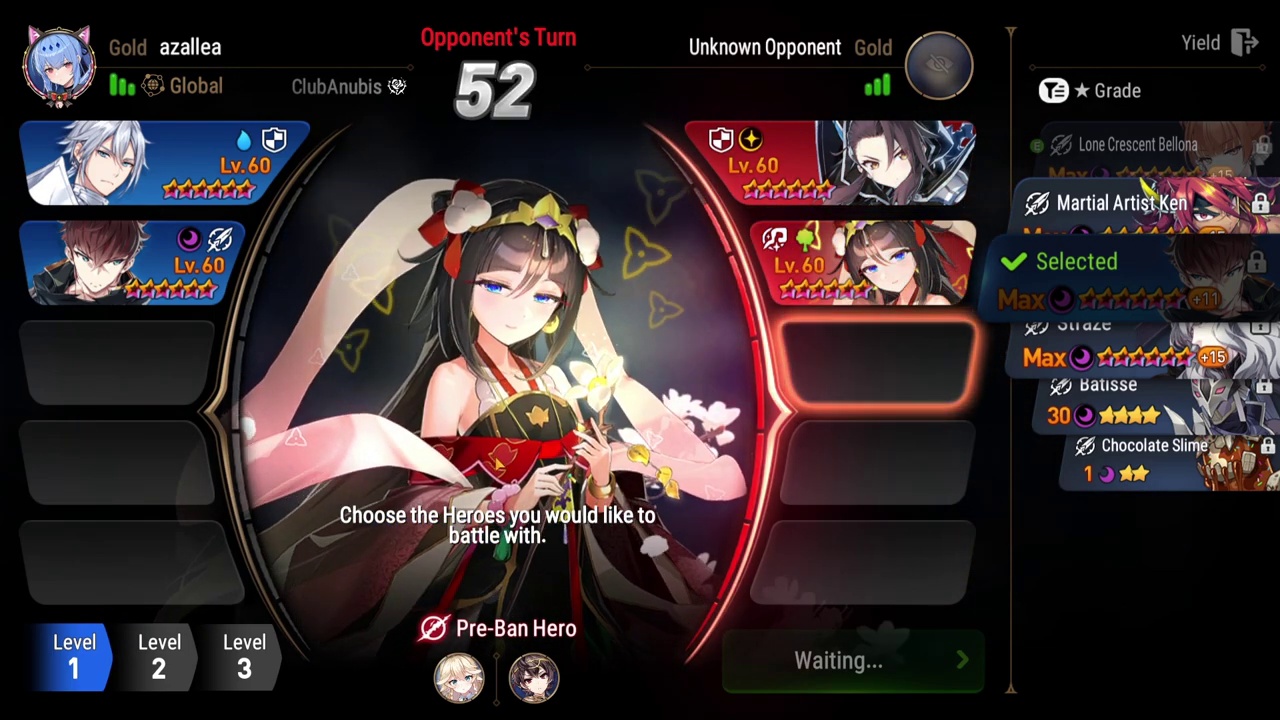 Gold azallea
Global
ClubAnubis
Opponent's Turn
52
Unknown Opponent Gold
Yield
★ Grade
Lv.60
Lv.60
Lv.60
Lv.60
E Lone Crescent Bellona
Max +15
Martial Artist Ken
Selected
Max +11
Straze
Max +15
Batisse
30
Chocolate Slime
1
Choose the Heroes you would like to
battle with.
Pre-Ban Hero
Level
1
Level
2
Level
3
Waiting...